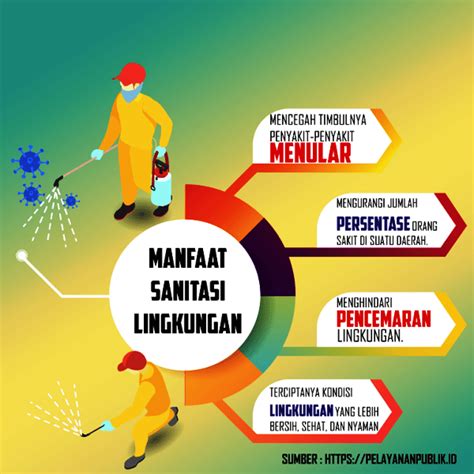 MANFAAT
SANITASI
LINGKUNGAN
MENCEGAH TIMBULNYA
PENYAKIT-PENYAKIT
MENULAR
MENGURANGI JUMLAH
PERSENTASE ORANG
SAKIT DI SUATU DAERAH.
MENGHINDARI
PENCEMARAN
LINGKUNGAN.
TERCIPTANYA KONDISI
LINGKUNGAN YANG LEBIH
BERSIH, SEHAT, DAN NYAMAN
SUMBER : HTTPS://PELAYANANPUBLIK.ID